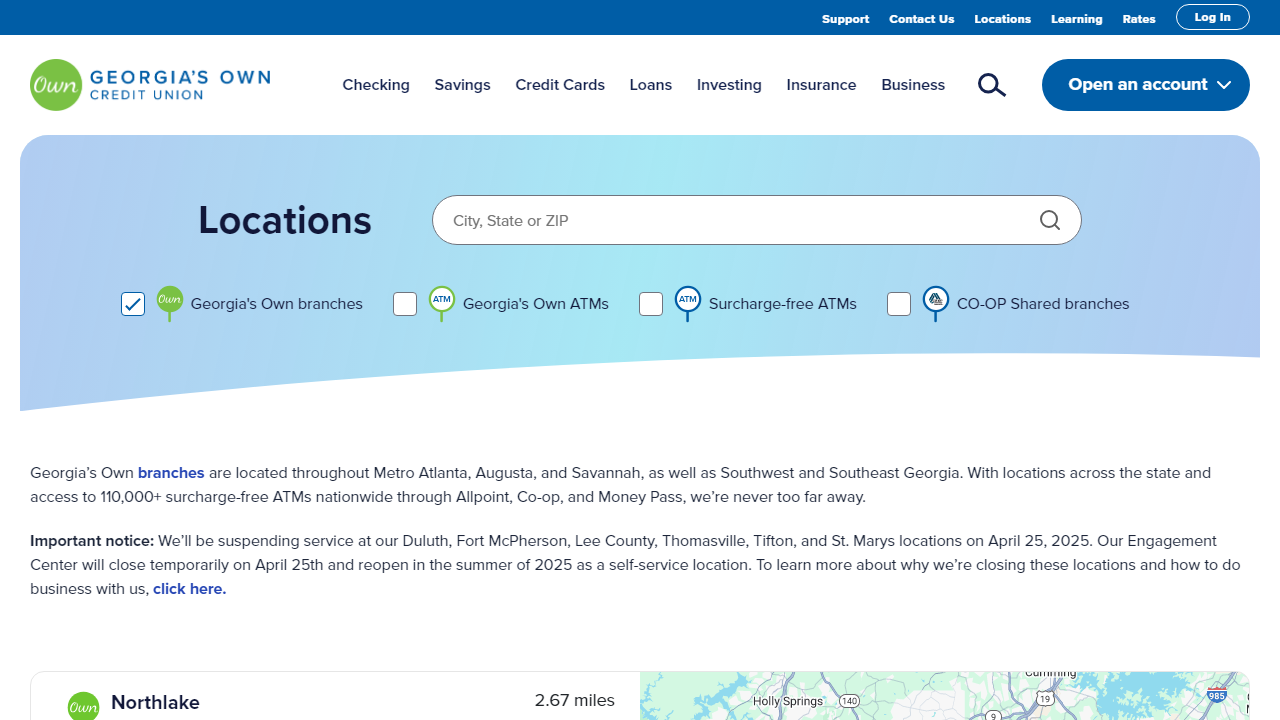 Support Contact Us Locations Learning Rates Log In
Own GEORGIA'S OWN
CREDIT UNION
Checking Savings Credit Cards Loans Investing Insurance Business Open an account
Locations City, State or ZIP
Own Georgia's Own branches ATM Georgia's Own ATMs ATM Surcharge-free ATMs CO-OP Shared branches
Georgia’s Own branches are located throughout Metro Atlanta, Augusta, and Savannah, as well as Southwest and Southeast Georgia. With locations across the state and
access to 110,000+ surcharge-free ATMs nationwide through Allpoint, Co-op, and Money Pass, we’re never too far away.
Important notice: We’ll be suspending service at our Duluth, Fort McPherson, Lee County, Thomasville, Tifton, and St. Marys locations on April 25, 2025. Our Engagement
Center will close temporarily on April 25th and reopen in the summer of 2025 as a self-service location. To learn more about why we’re closing these locations and how to do
business with us, click here.
Own Northlake 2.67 miles
Cumming
Holly Springs 140 19 985
9